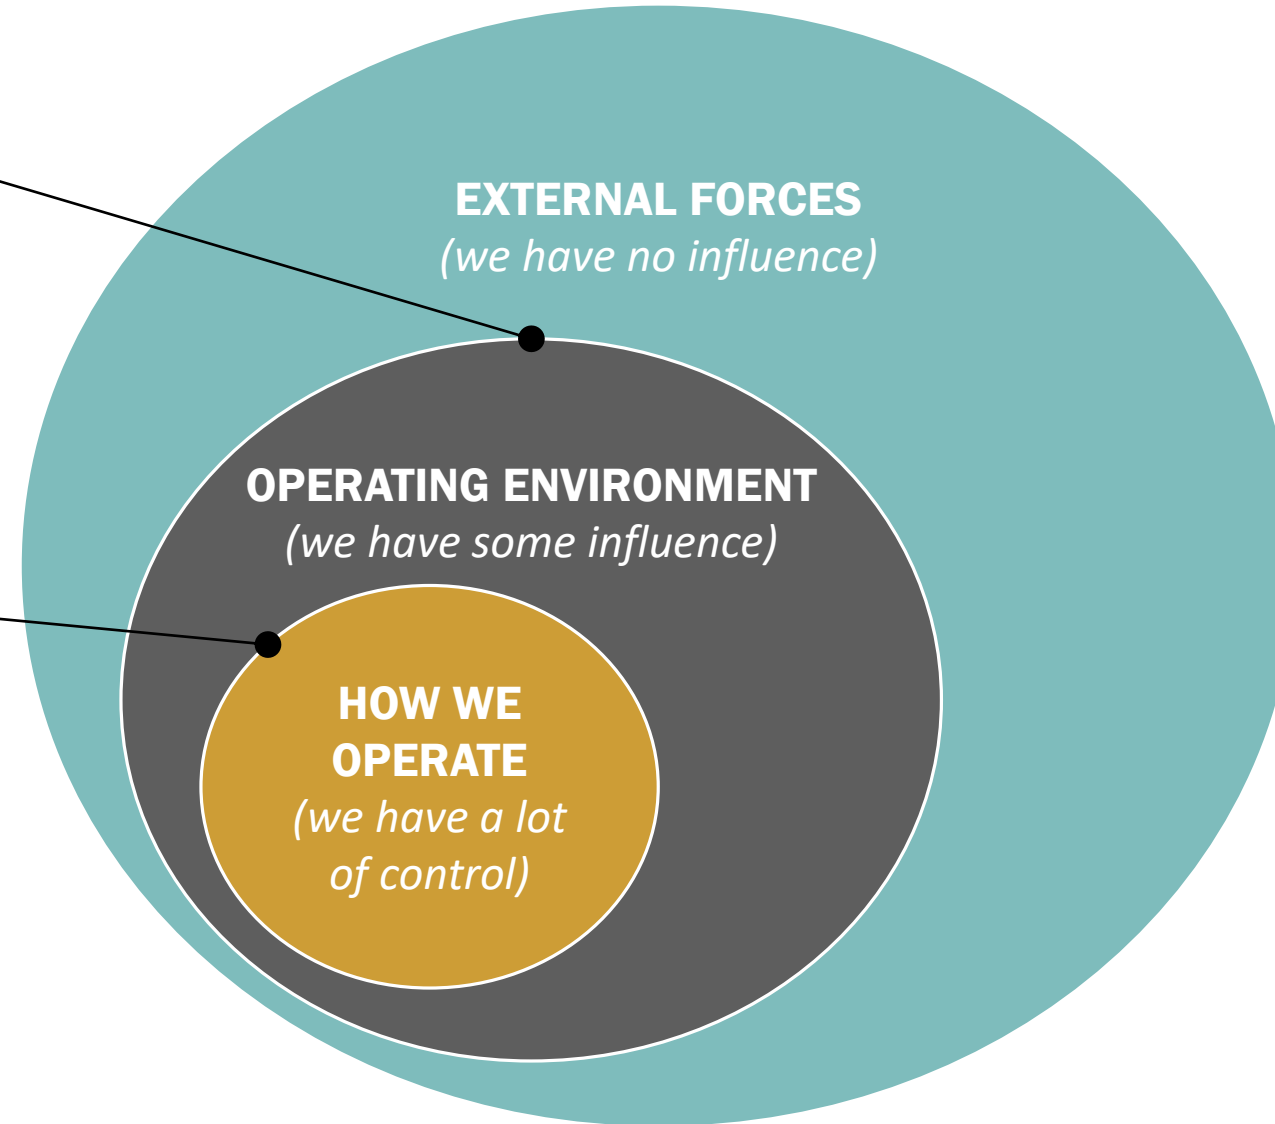 EXTERNAL FORCES
(we have no influence)
OPERATING ENVIRONMENT
(we have some influence)
HOW WE
OPERATE
(we have a lot
of control)